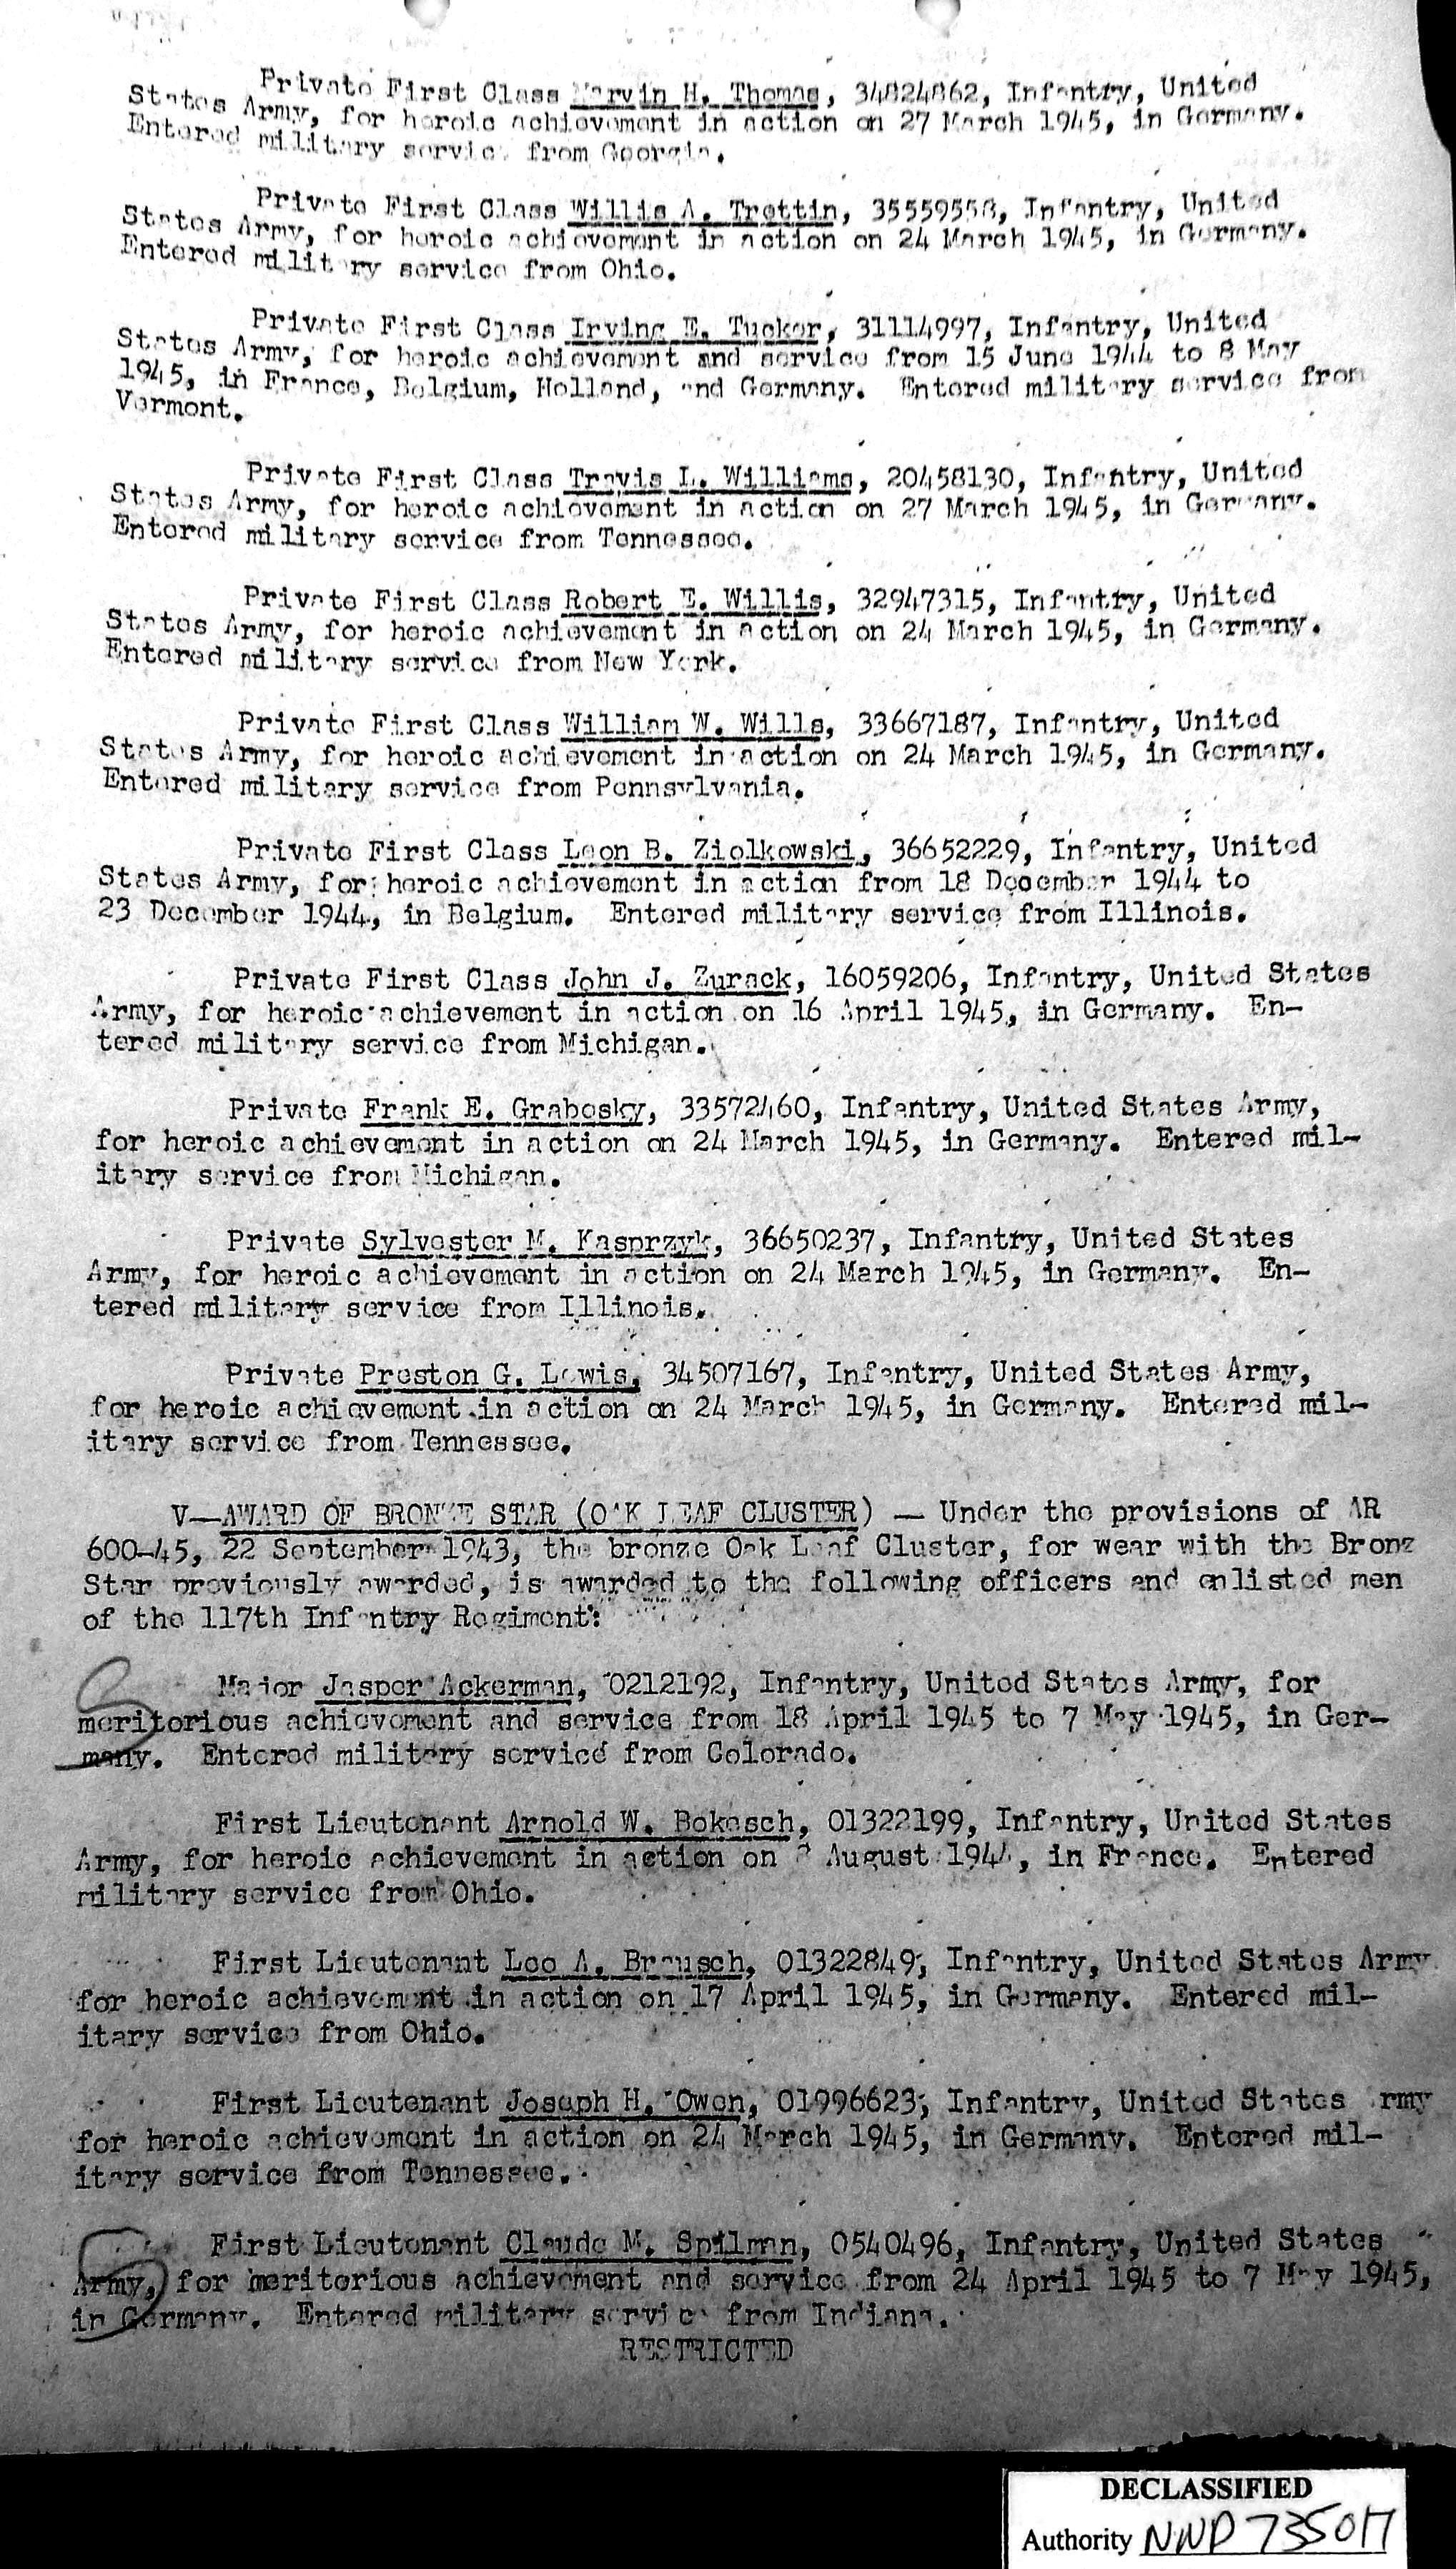 Private First Class Marvin H. Thomas, 34824862, Infantry, United
States Army, for heroic achievement in action on 27 March 1945, in Germany.
Entered military service from Georgia.
Private First Class Willis A. Trettin, 35559558, Infantry, United
States Army, for heroic achievement in action on 24 March 1945, in Germany.
Entered military service from Ohio.
Private First Class Irving E. Tucker, 31114997, Infantry, United
States Army, for heroic achievement and service from 15 June 1944 to 8 May
1945, in France, Belgium, Holland, and Germany. Entered military service from
Vermont.
Private First Class Travis L. Williams, 20458130, Infantry, United
States Army, for heroic achievement in action on 27 March 1945, in Germany.
Entered military service from Tennessee.
Private First Class Robert E. Willis, 32947315, Infantry, United
States Army, for heroic achievement in action on 24 March 1945, in Germany.
Entered military service from New York.
Private First Class William W. Wills, 33667187, Infantry, United
States Army, for heroic achievement in action on 24 March 1945, in Germany.
Entered military service from Pennsylvania.
Private First Class Leon B. Ziolkowski, 36652229, Infantry, United
States Army, for heroic achievement in action from 18 December 1944 to
23 December 1944, in Belgium. Entered military service from Illinois.
Private First Class John J. Zurack, 16059206, Infantry, United States
Army, for heroic achievement in action on 16 April 1945, in Germany. En-
tered military service from Michigan.
Private Frank E. Grabosky, 33572460, Infantry, United States Army,
for heroic achievement in action on 24 March 1945, in Germany. Entered mil-
itary service from Michigan.
Private Sylvester M. Kasprzyk, 36650237, Infantry, United States
Army, for heroic achievement in action on 24 March 1945, in Germany. En-
tered military service from Illinois.
Private Preston G. Lewis, 34507167, Infantry, United States Army,
for heroic achievement in action on 24 March 1945, in Germany. Entered mil-
itary service from Tennessee.
V—AWARD OF BRONZE STAR (OAK LEAF CLUSTER) — Under the provisions of AR
600-45, 22 September 1943, the bronze Oak Leaf Cluster, for wear with the Bronz
Star previously awarded, is awarded to the following officers and enlisted men
of the 117th Infantry Regiment:
Major Jasper Ackerman, 0212192, Infantry, United States Army, for
meritorious achievement and service from 18 April 1945 to 7 May 1945, in Ger-
many. Entered military service from Colorado.
First Lieutenant Arnold W. Bokesch, 01322199, Infantry, United States
Army, for heroic achievement in action on August 1944, in France. Entered
military service from Ohio.
First Lieutenant Leo A. Brausch, 01322849, Infantry, United States Army
for heroic achievement in action on 17 April 1945, in Germany. Entered mil-
itary service from Ohio.
First Lieutenant Joseph H. Owen, 01996623, Infantry, United States Army
for heroic achievement in action on 24 March 1945, in Germany. Entered mil-
itary service from Tennessee.
First Lieutenant Claude M. Spilman, 0540496, Infantry, United States
Army, for meritorious achievement and service from 24 April 1945 to 7 May 1945,
in Germany. Entered military service from Indiana.
RESTRICTED
DECLASSIFIED
Authority NND 735017